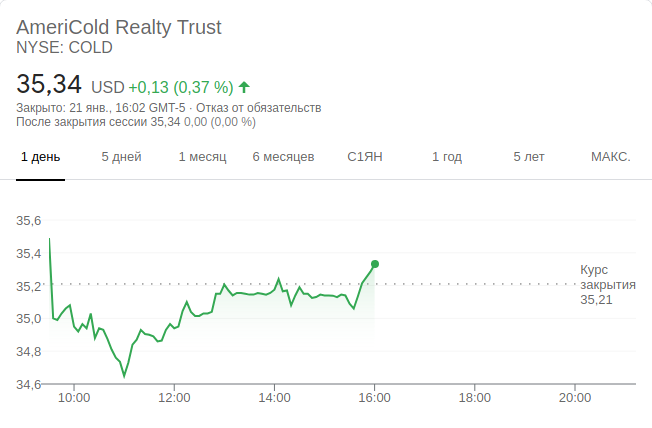 AmeriCold Realty Trust
NYSE: COLD
35,34 USD +0,13 (0,37 %)
Закрыто: 21 янв., 16:02 GMT-5 · Отказ от обязательств
После закрытия сессии 35,34 0,00 (0,00 %)
1 день 5 дней 1 месяц 6 месяцев С1ЯН 1 год 5 лет МАКС.
35,6
35,4
35,2
35,0
34,8
34,6
Курс
закрытия
35,21
10:00 12:00 14:00 16:00 18:00 20:00